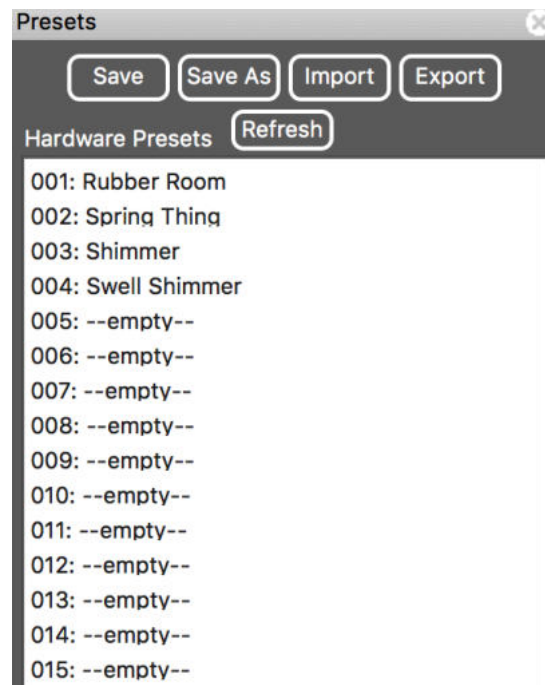 Presets
Save Save As Import Export
Hardware Presets Refresh
001: Rubber Room
002: Spring Thing
003: Shimmer
004: Swell Shimmer
005: --empty--
006: --empty--
007: --empty--
008: --empty--
009: --empty--
010: --empty--
011: --empty--
012: --empty--
013: --empty--
014: --empty--
015: --empty--